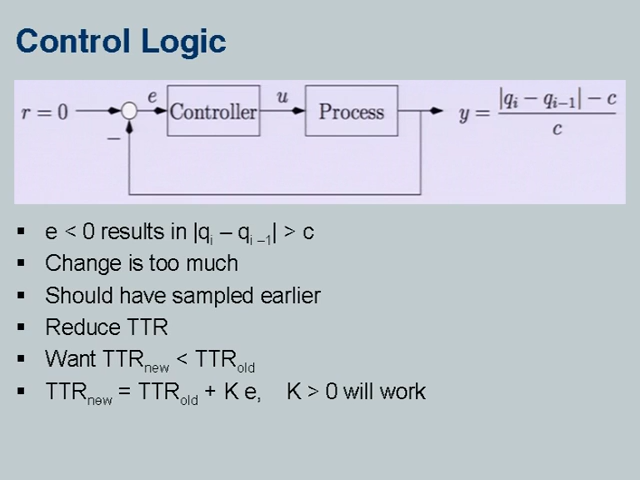 Control Logic
r = 0 e Controller u Process y = |qᵢ − qᵢ₋₁| − c / c
−
▪ e < 0 results in |qᵢ – qᵢ ₋₁| > c
▪ Change is too much
▪ Should have sampled earlier
▪ Reduce TTR
▪ Want TTRnew < TTRold
▪ TTRnew = TTRold + K e, K > 0 will work